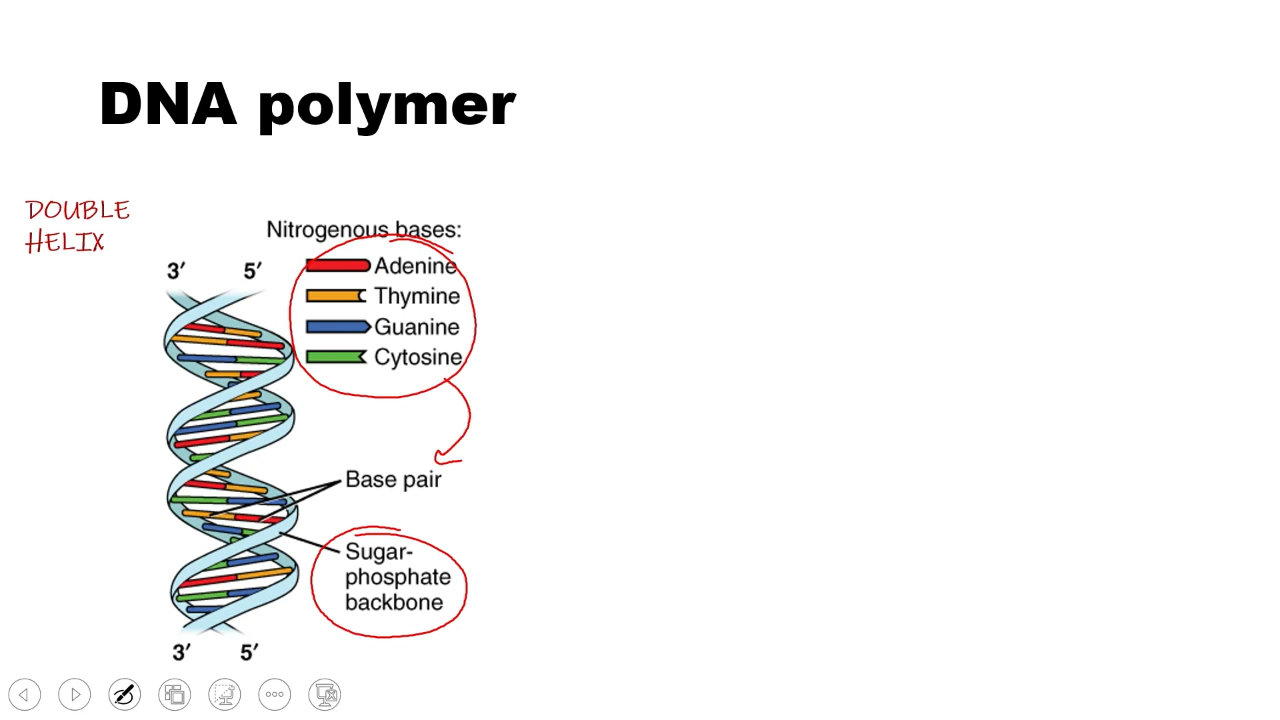 DNA polymer
DOUBLE
HELIX
Nitrogenous bases:
3′ 5′
Adenine
Thymine
Guanine
Cytosine
Base pair
Sugar-
phosphate
backbone
3′ 5′